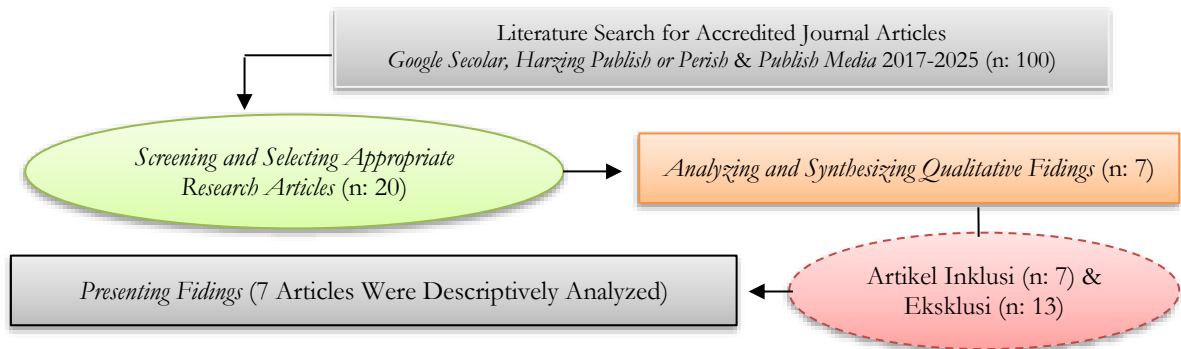 Literature Search for Accredited Journal Articles
Google Secolar, Harzing Publish or Perish & Publish Media 2017-2025 (n: 100)
Screening and Selecting Appropriate
Research Articles (n: 20)
Analyzing and Synthesizing Qualitative Fidings (n: 7)
Artikel Inklusi (n: 7) &
Eksklusi (n: 13)
Presenting Fidings (7 Articles Were Descriptively Analyzed)